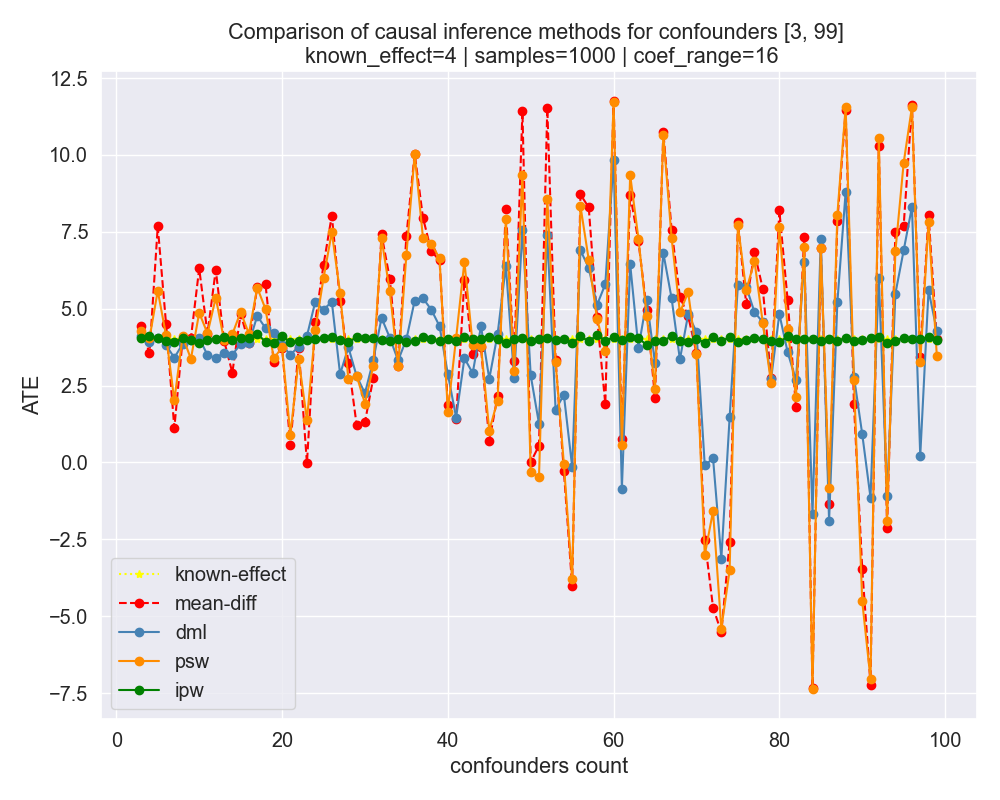 Comparison of causal inference methods for confounders [3, 99]
known_effect=4 | samples=1000 | coef_range=16
12.5
10.0
7.5
5.0
2.5
0.0
−2.5
−5.0
−7.5
ATE
known-effect
mean-diff
dml
psw
ipw
0 20 40 60 80 100
confounders count